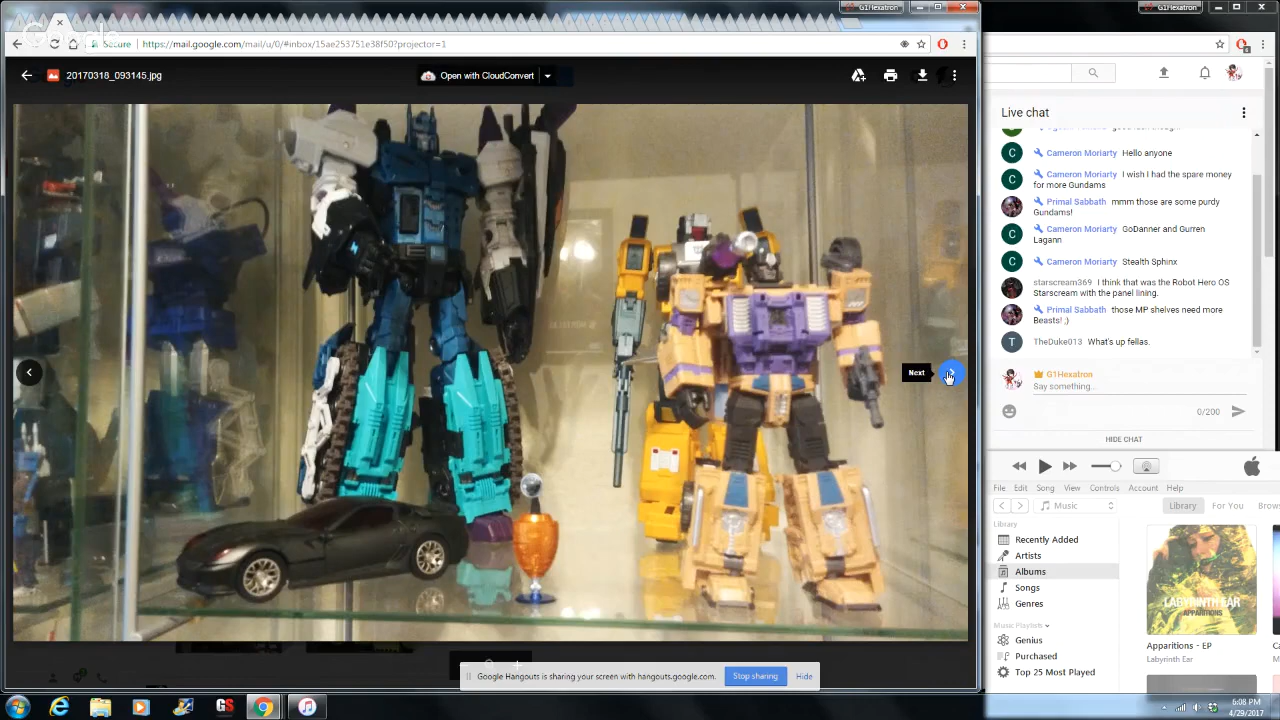 G1Hexatron
G1Hexatron
Secure
https://mail.google.com/mail/u/0/#inbox/15ae253751e38f50?projector=1
20170318_093145.jpg
Open with CloudConvert
Live chat
Cameron Moriarty Hello anyone
Cameron Moriarty I wish I had the spare money
for more Gundams
Primal Sabbath mmm those are some purdy
Gundams!
Cameron Moriarty GoDanner and Gurren
Lagann
Cameron Moriarty Stealth Sphinx
starscream369 I think that was the Robot Hero OS
Starscream with the panel lining.
Primal Sabbath those MP shelves need more
Beasts! ;)
TheDuke013 What's up fellas.
Next
G1Hexatron
Say something...
0/200
HIDE CHAT
File Edit Song View Controls Account Help
Music
Library For You Brows
Library
Recently Added
Artists
Albums
Songs
Genres
Music Playlists
Genius
Purchased
Top 25 Most Played
LABYRINTH EAR
APPARITIONS
Apparitions - EP
Labyrinth Ear
Ca
Ma
Google Hangouts is sharing your screen with hangouts.google.com.
Stop sharing
Hide
GS
6:08 PM
4/29/2017